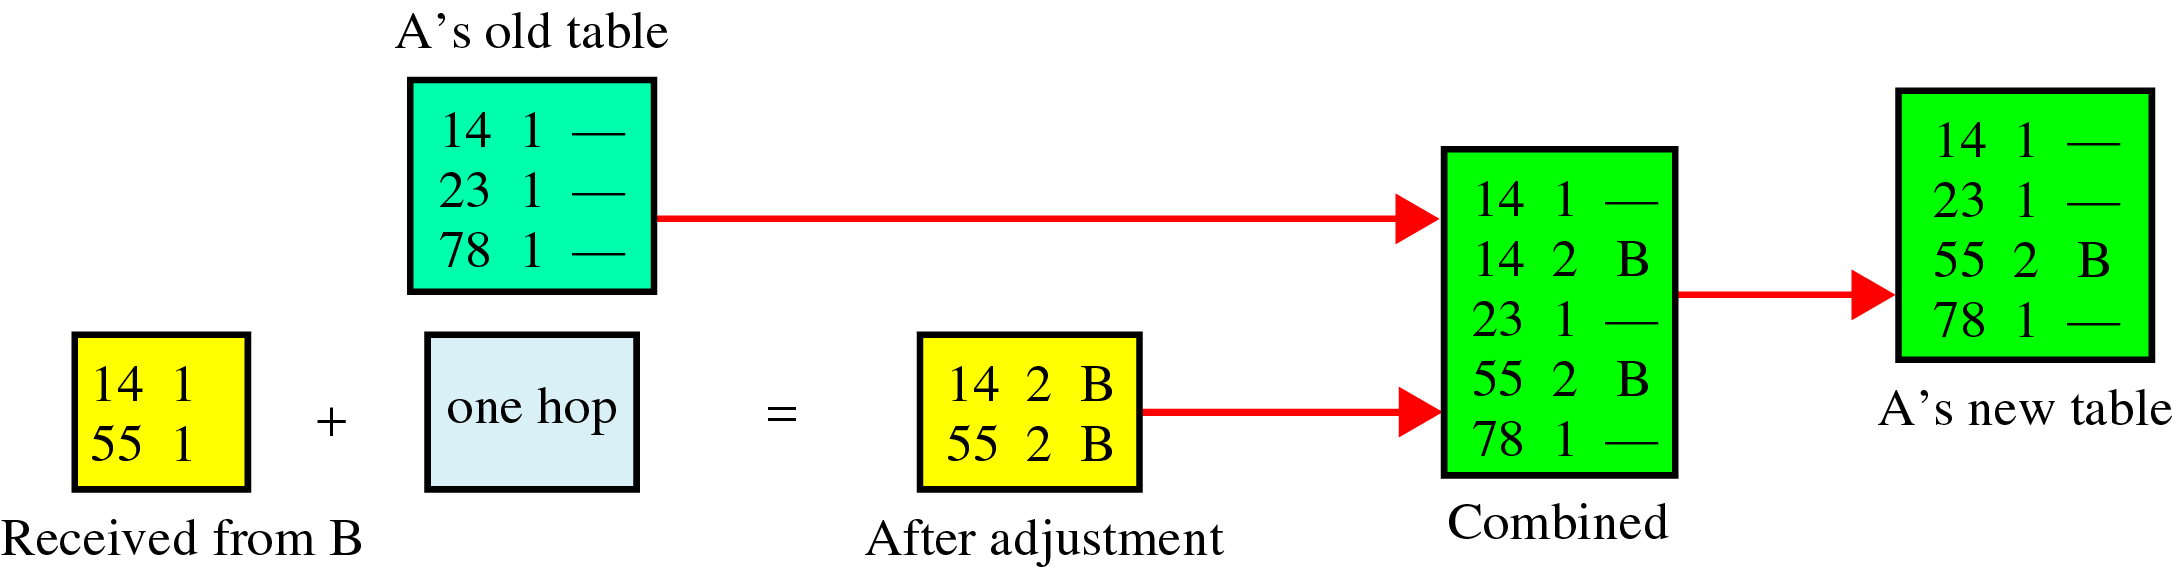 A's old table
14 1 —
23 1 —
78 1 —
Received from B
14 1
55 1
+
one hop
=
After adjustment
14 2 B
55 2 B
Combined
14 1 —
14 2 B
23 1 —
55 2 B
78 1 —
A's new table
14 1 —
23 1 —
55 2 B
78 1 —